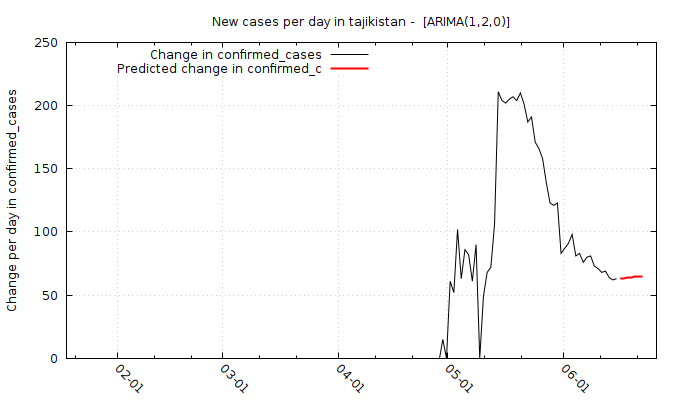 New cases per day in tajikistan -  [ARIMA(1,2,0)]
Change in confirmed_cases
Predicted change in confirmed_c
Change per day in confirmed_cases
250
200
150
100
50
0
02-01
03-01
04-01
05-01
06-01